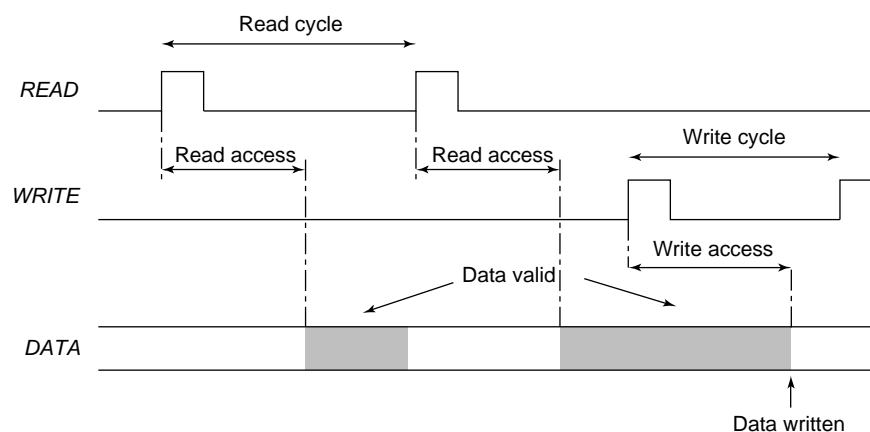 Read cycle
READ
Read access
Read access
Write cycle
WRITE
Write access
Data valid
DATA
Data written